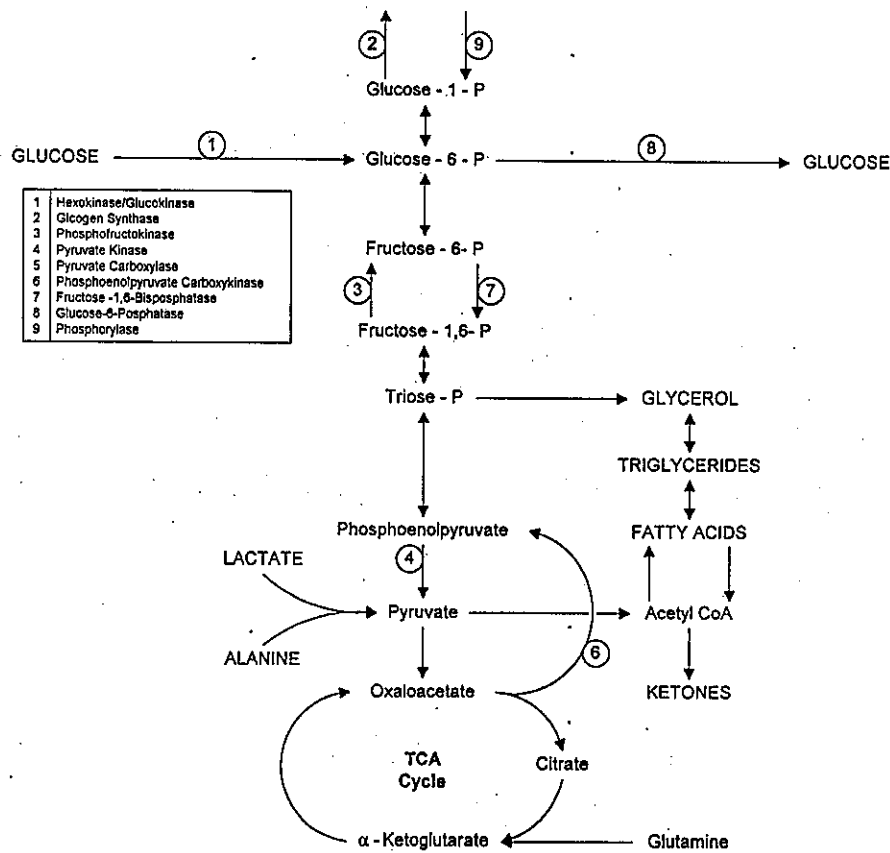 2
9
Glucose - 1 - P
1
8
GLUCOSE
Glucose - 6 - P
GLUCOSE
1 Hexokinase/Glucokinase
2 Glcogen Synthase
3 Phosphofructokinase
4 Pyruvate Kinase
5 Pyruvate Carboxylase
6 Phosphoenolpyruvate Carboxykinase
7 Fructose -1,6-Bisposphatase
8 Glucose-6-Posphatase
9 Phosphorylase
Fructose - 6- P
3
7
Fructose - 1,6- P
Triose - P
GLYCEROL
TRIGLYCERIDES
Phosphoenolpyruvate
FATTY ACIDS
4
LACTATE
Pyruvate
Acetyl CoA
ALANINE
6
Oxaloacetate
KETONES
TCA
Cycle
Citrate
α - Ketoglutarate
Glutamine